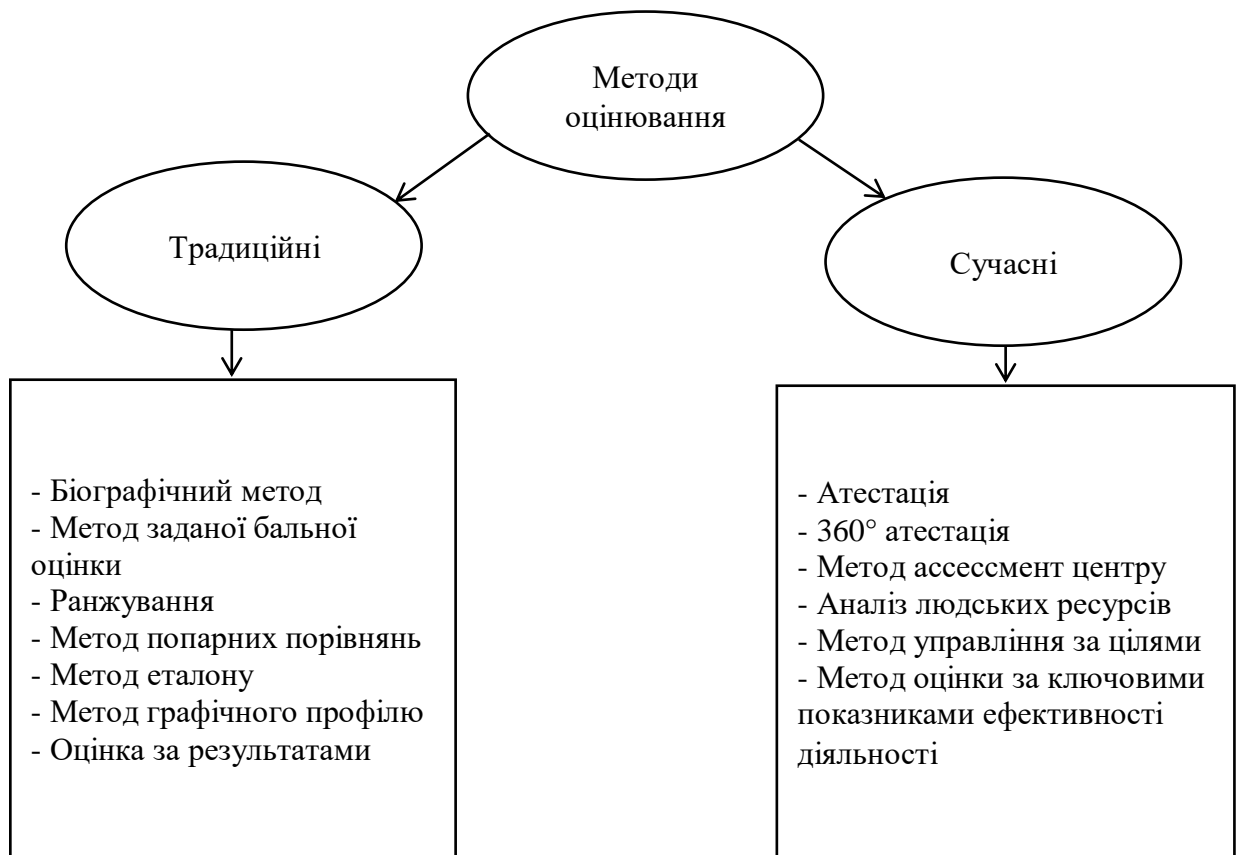 Методи
оцінювання
Традиційні
Сучасні
- Біографічний метод
- Метод заданої бальної
оцінки
- Ранжування
- Метод попарних порівнянь
- Метод еталону
- Метод графічного профілю
- Оцінка за результатами
- Атестація
- 360° атестація
- Метод ассессмент центру
- Аналіз людських ресурсів
- Метод управління за цілями
- Метод оцінки за ключовими
показниками ефективності
діяльності